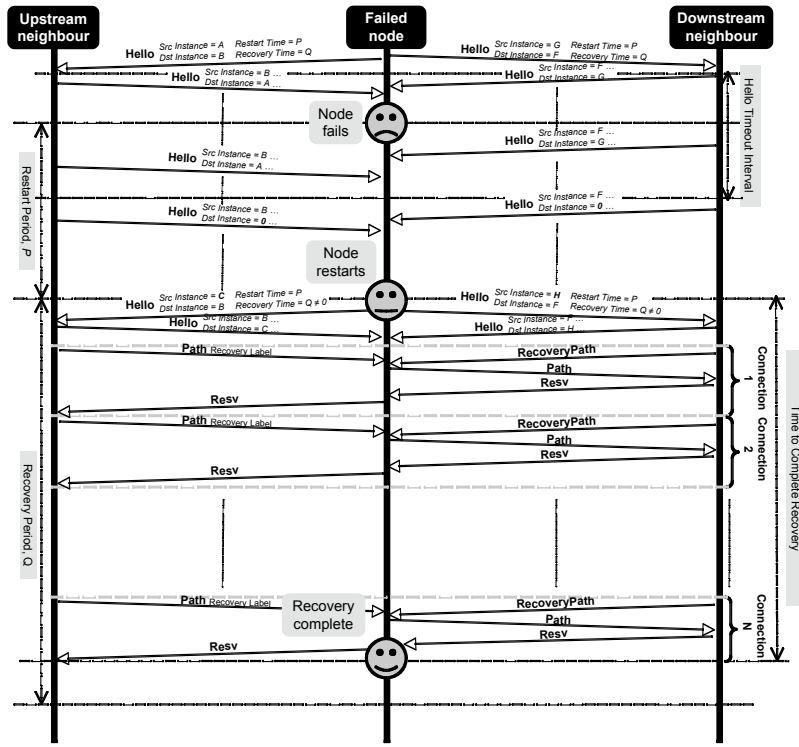 Upstream
neighbour
Failed
node
Downstream
neighbour
Hello Src Instance = A Restart Time = P
Dst Instance = B Recovery Time = Q
Hello Src Instance = G Restart Time = P
Dst Instance = B Recovery Time = Q
Hello Src Instance = B ...
Dst Instance = A ...
Hello Src Instance = F ...
Dst Instance = G ...
Hello Timeout Interval
Node
fails
Hello Src Instance = F ...
Dst Instance = G ...
Hello Src Instance = B ...
Dst Instane = A ...
Restart Period, P
Hello Src Instance = F ...
Dst Instance = 0 ...
Hello Src Instance = B ...
Dst Instance = 0 ...
Node
restarts
Hello Src Instance = C Restart Time = P
Dst Instance = B Recovery Time = Q ≠ 0
Hello Src Instance = H Restart Time = P
Dst Instance = F Recovery Time = Q ≠ 0
Hello Src Instance = B ...
Dst Instance = C ...
Hello Src Instance = F ...
Dst Instance = H ...
Path Recovery Label
RecoveryPath
Path
Resv
Resv
Connection
1
Path Recovery Label
RecoveryPath
Path
Resv
Resv
Connection
2
Recovery Period, Q
Time to Complete Recovery
Path Recovery Label
Recovery
complete
RecoveryPath
Path
Resv
Resv
Connection
N